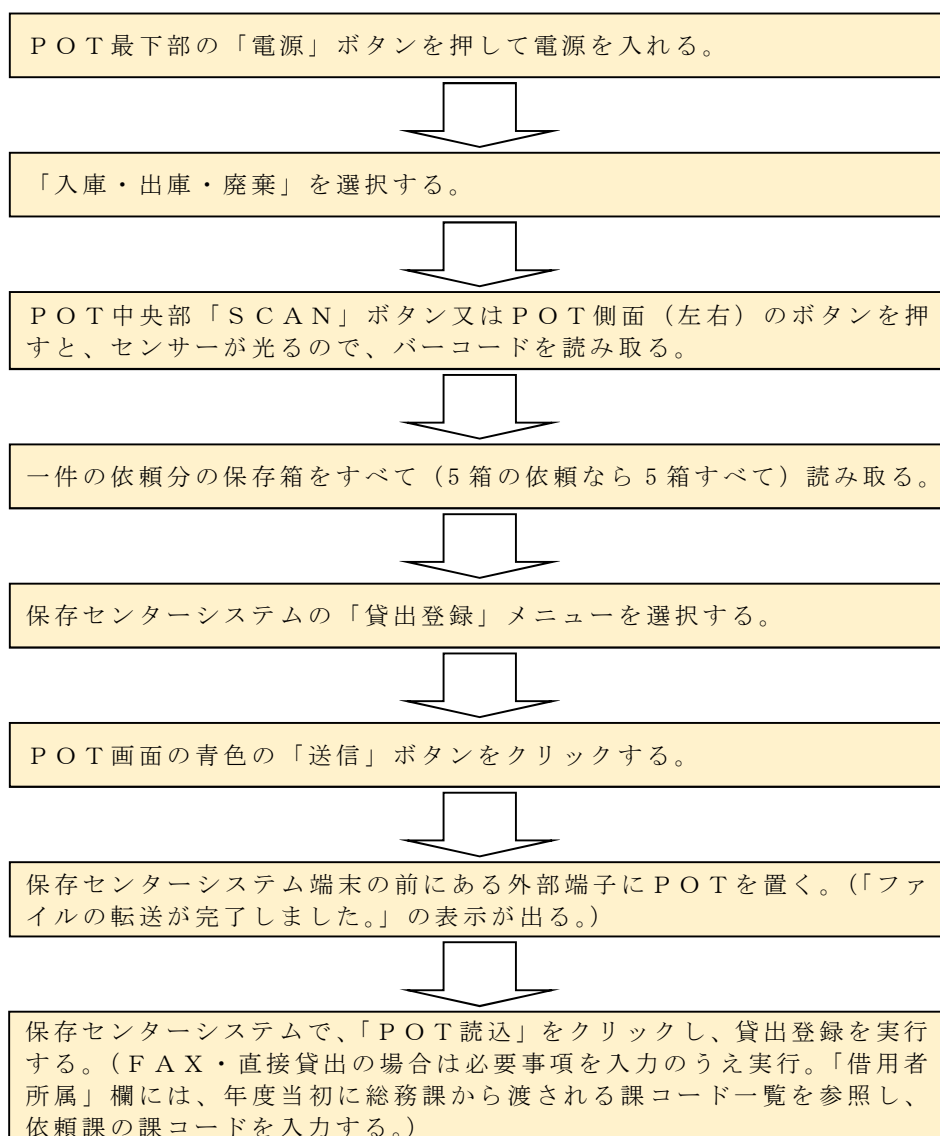 ＰＯＴ最下部の「電源」ボタンを押して電源を入れる。
「入庫・出庫・廃棄」を選択する。
ＰＯＴ中央部「ＳＣＡＮ」ボタン又はＰＯＴ側面（左右）のボタンを押
すと、センサーが光るので、バーコードを読み取る。
一件の依頼分の保存箱をすべて（5 箱の依頼なら 5 箱すべて）読み取る。
保存センターシステムの「貸出登録」メニューを選択する。
ＰＯＴ画面の青色の「送信」ボタンをクリックする。
保存センターシステム端末の前にある外部端子にＰＯＴを置く。（「ファ
イルの転送が完了しました。」の表示が出る。）
保存センターシステムで、「ＰＯＴ読込」をクリックし、貸出登録を実行
する。（ＦＡＸ・直接貸出の場合は必要事項を入力のうえ実行。「借用者
所属」欄には、年度当初に総務課から渡される課コード一覧を参照し、
依頼課の課コードを入力する。）